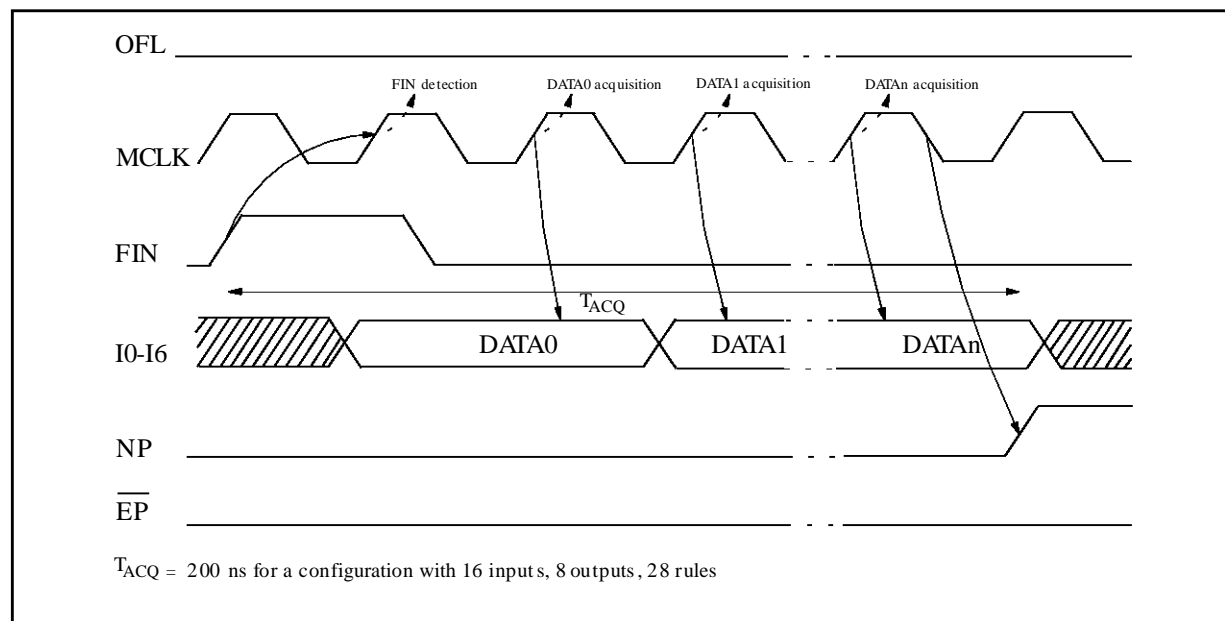 OFL
FIN detection DATA0 acquisition DATA1 acquisition DATAn acquisition
MCLK
FIN
TACQ
I0-I6 DATA0 DATA1 DATAn
NP
EP
TACQ = 200 ns for a configuration with 16 inputs, 8 outputs, 28 rules